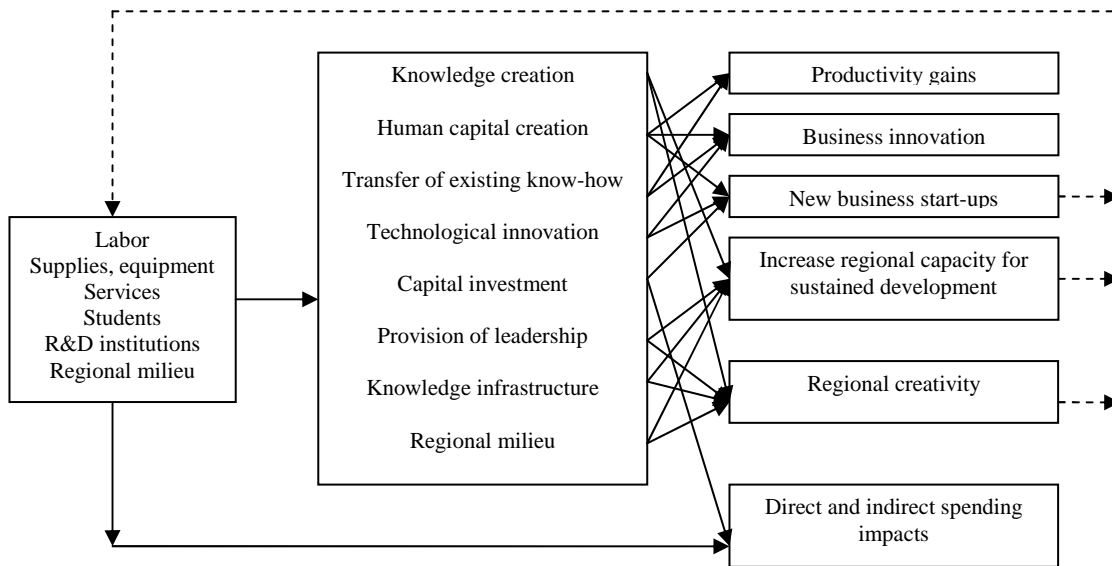 Labor
Supplies, equipment
Services
Students
R&D institutions
Regional milieu
Knowledge creation
Human capital creation
Transfer of existing know-how
Technological innovation
Capital investment
Provision of leadership
Knowledge infrastructure
Regional milieu
Productivity gains
Business innovation
New business start-ups
Increase regional capacity for
sustained development
Regional creativity
Direct and indirect spending
impacts